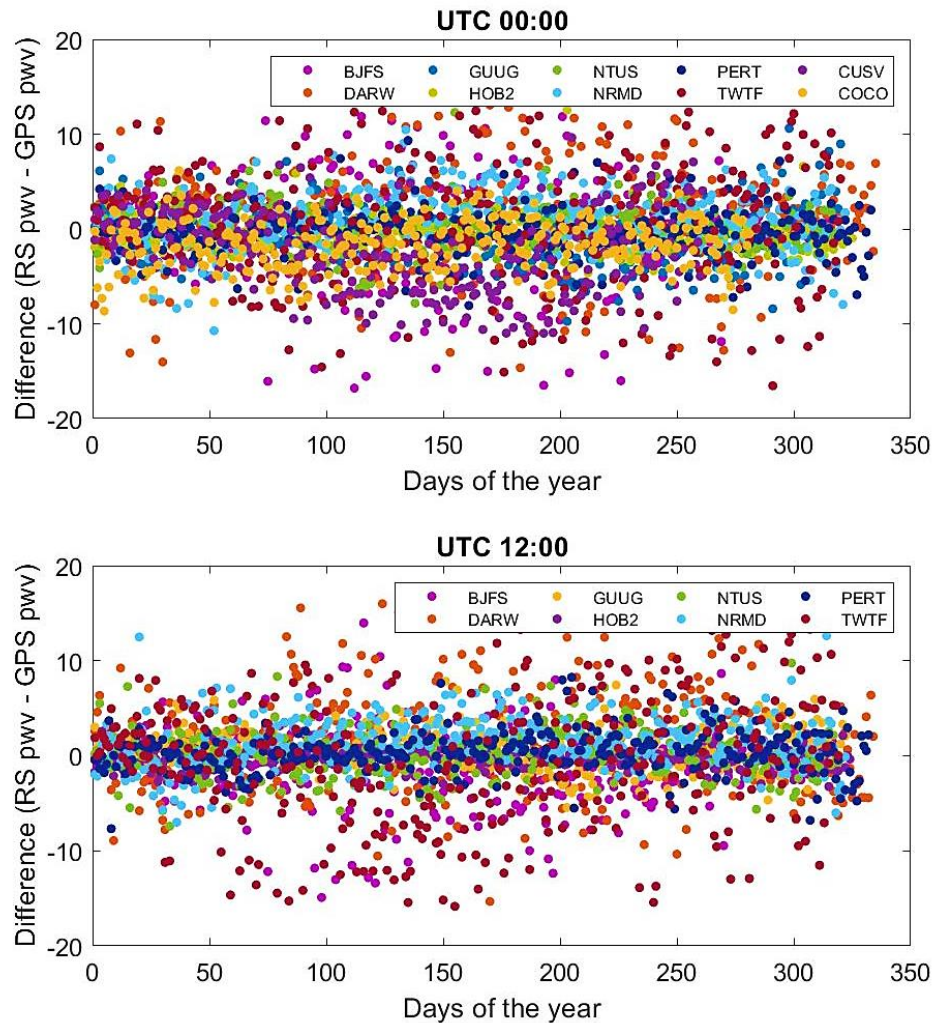 UTC 00:00
20
BJFS GUUG NTUS PERT CUSV
DARW HOB2 NRMD TWTF COCO
10
0
-10
-20
Difference (RS pwv - GPS pwv)
0 50 100 150 200 250 300 350
Days of the year
UTC 12:00
20
BJFS GUUG NTUS PERT
DARW HOB2 NRMD TWTF
10
0
-10
-20
Difference (RS pwv - GPS pwv)
0 50 100 150 200 250 300 350
Days of the year